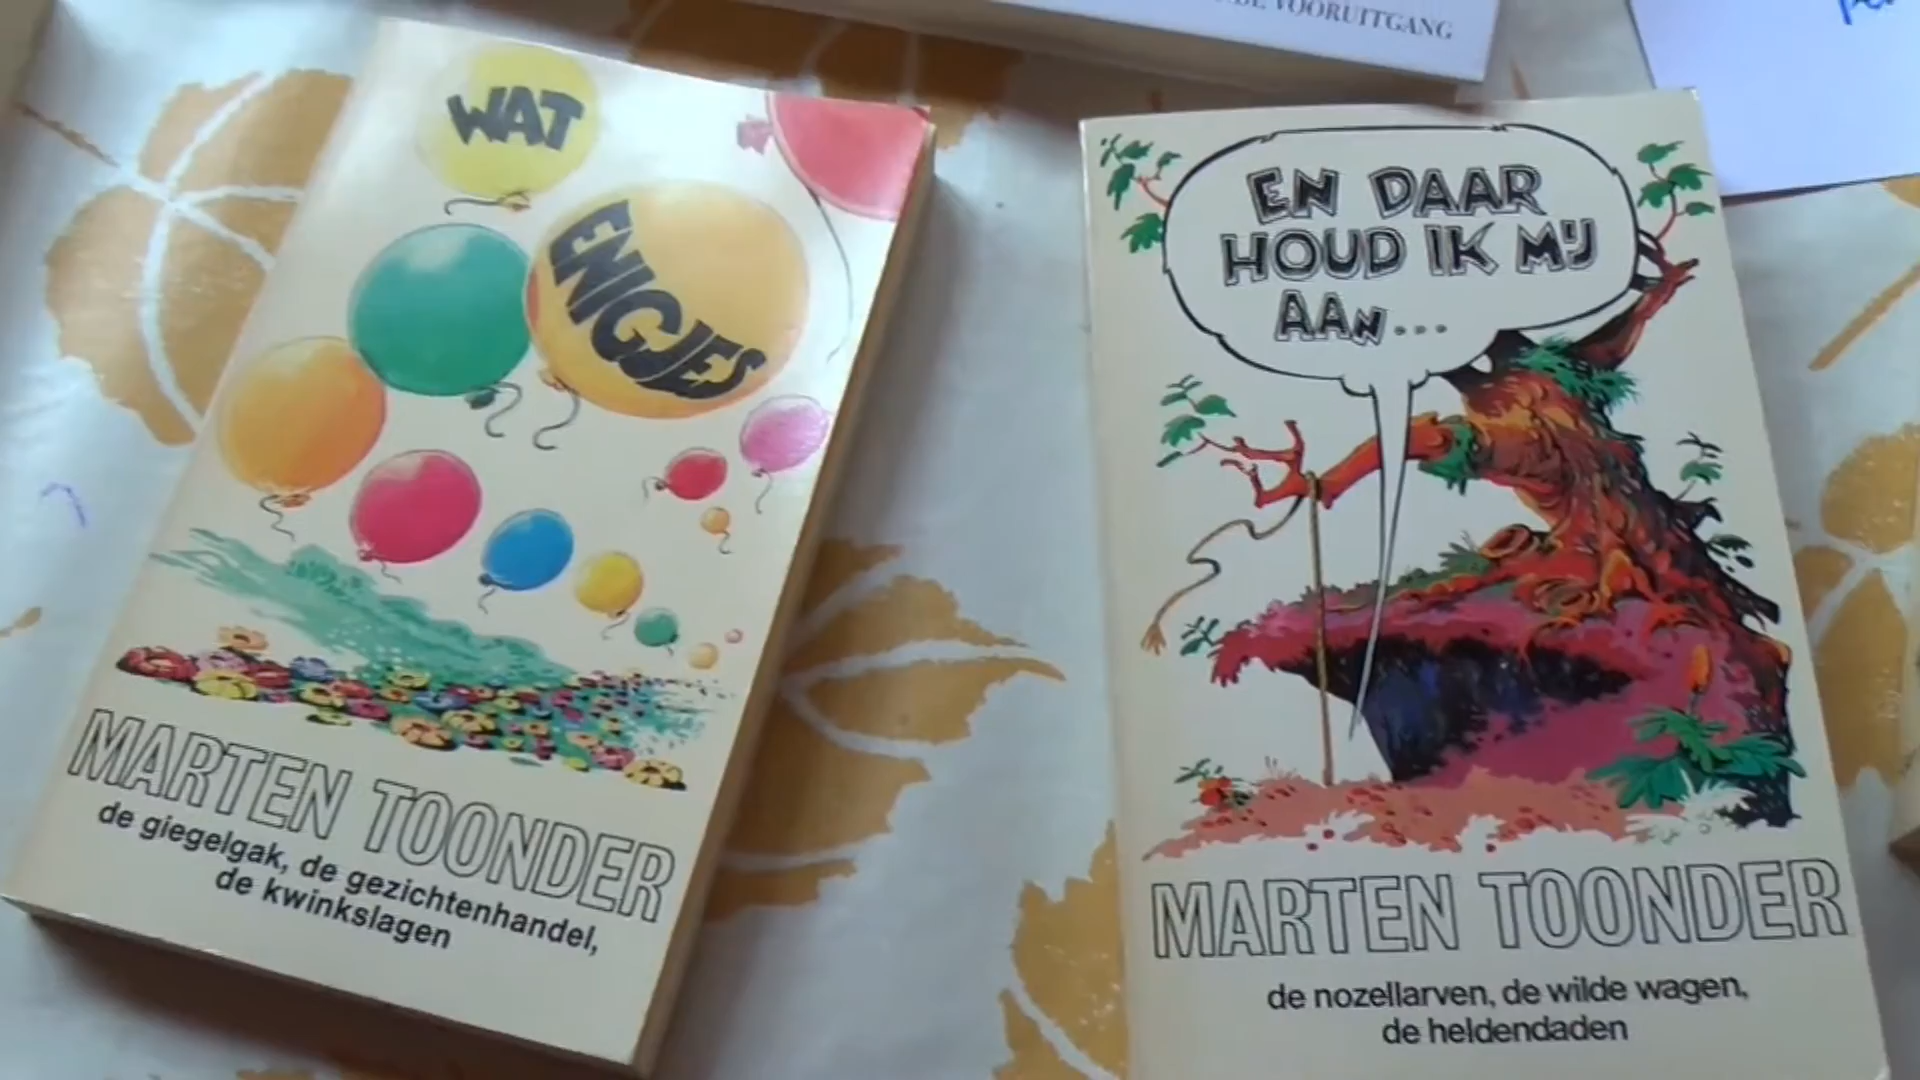 VOORUITGANG
WAT
ENIGJES
MARTEN TOONDER
de giegelgak, de gezichtenhandel,
de kwinkslagen
EN DAAR
HOUD IK MIJ
AAN...
MARTEN TOONDER
de nozellarven, de wilde wagen,
de heldendaden